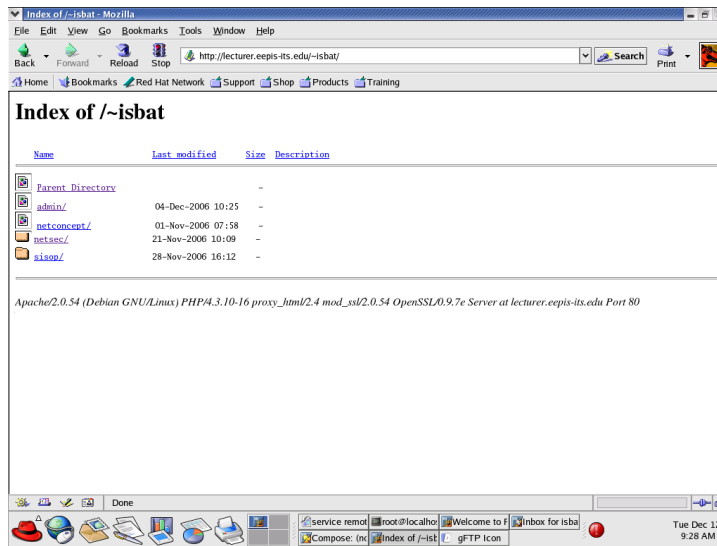 Index of /~isbat - Mozilla
File Edit View Go Bookmarks Tools Window Help
Back Forward Reload Stop http://lecturer.eepis-its.edu/~isbat/ Search Print
Home Bookmarks Red Hat Network Support Shop Products Training
Index of /~isbat
Name Last modified Size Description
Parent Directory -
admin/ 04-Dec-2006 10:25 -
netconcept/ 01-Nov-2006 07:58 -
netsec/ 21-Nov-2006 10:09 -
sisop/ 28-Nov-2006 16:12 -
Apache/2.0.54 (Debian GNU/Linux) PHP/4.3.10-16 proxy_html/2.4 mod_ssl/2.0.54 OpenSSL/0.9.7e Server at lecturer.eepis-its.edu Port 80
Done
service remot root@localho: Welcome to F Inbox for isba
Compose: (no Index of /~ist gFTP Icon
Tue Dec 12
9:28 AM